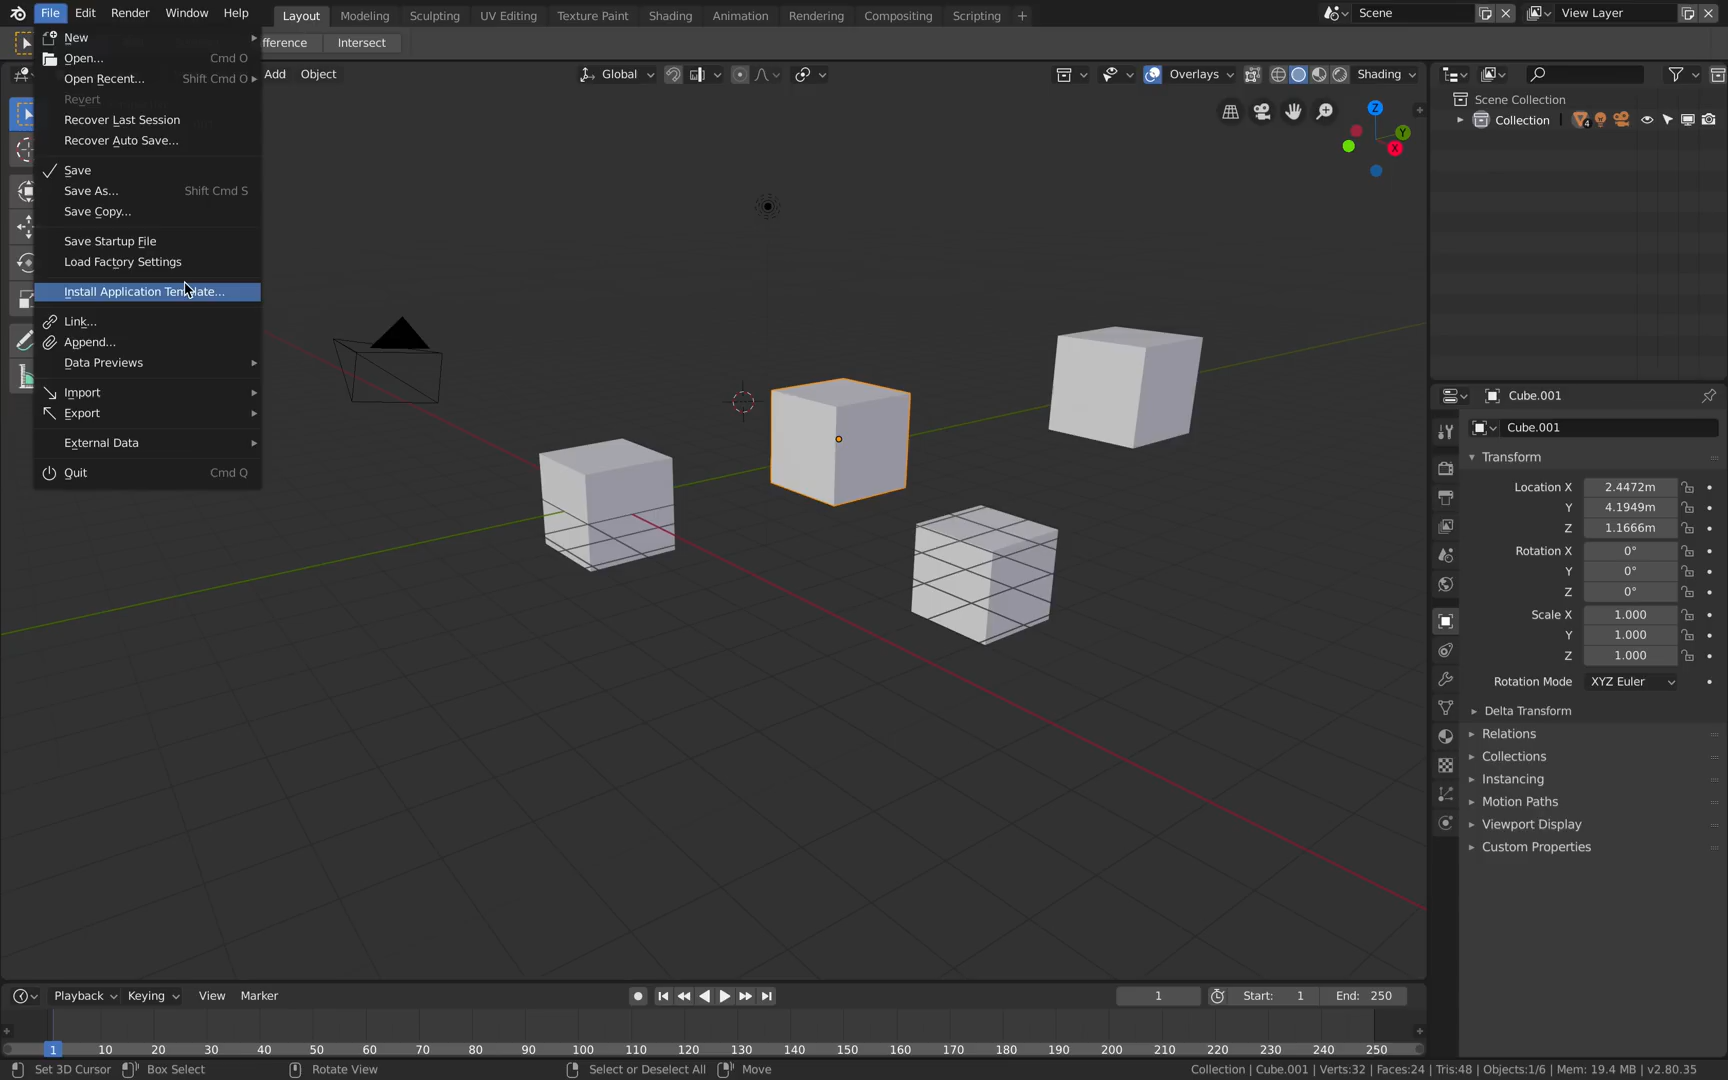 File Edit Render Window Help Layout Modeling Sculpting UV Editing Texture Paint Shading Animation Rendering Compositing Scripting + Scene View Layer
fference Intersect
Add Object Global Overlays Shading
New
Open... Cmd O
Open Recent... Shift Cmd O
Revert
Recover Last Session
Recover Auto Save...
Save
Save As... Shift Cmd S
Save Copy...
Save Startup File
Load Factory Settings
Install Application Template...
Link...
Append...
Data Previews
Import
Export
External Data
Quit Cmd Q
Z
Y
X
Scene Collection
Collection 4
Cube.001
Cube.001
Transform
Location X 2.4472m
Y 4.1949m
Z 1.1666m
Rotation X 0°
Y 0°
Z 0°
Scale X 1.000
Y 1.000
Z 1.000
Rotation Mode XYZ Euler
Delta Transform
Relations
Collections
Instancing
Motion Paths
Viewport Display
Custom Properties
Playback Keying View Marker 1 Start: 1 End: 250
1 10 20 30 40 50 60 70 80 90 100 110 120 130 140 150 160 170 180 190 200 210 220 230 240 250
Set 3D Cursor Box Select Rotate View Select or Deselect All Move Collection | Cube.001 | Verts:32 | Faces:24 | Tris:48 | Objects:1/6 | Mem: 19.4 MB | v2.80.35